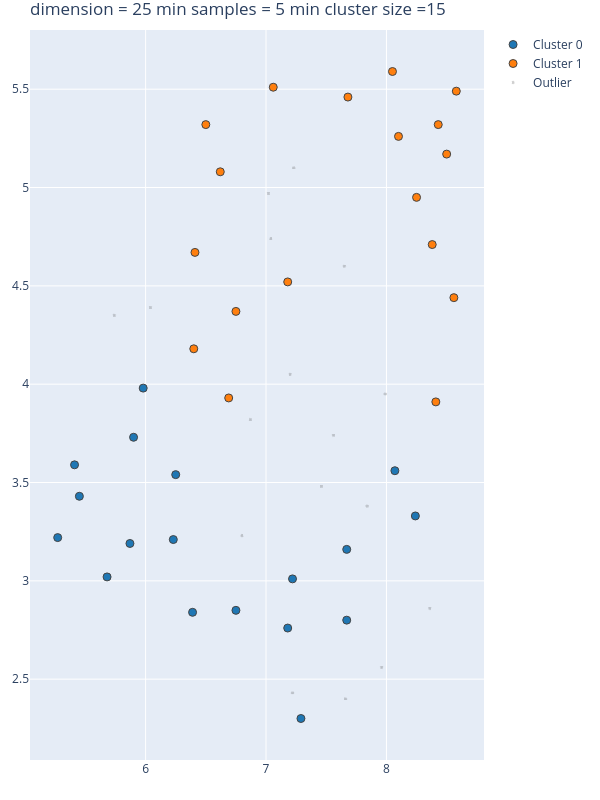 dimension = 25 min samples = 5 min cluster size =15
Cluster 0
Cluster 1
Outlier
5.5
5
4.5
4
3.5
3
2.5
6
7
8